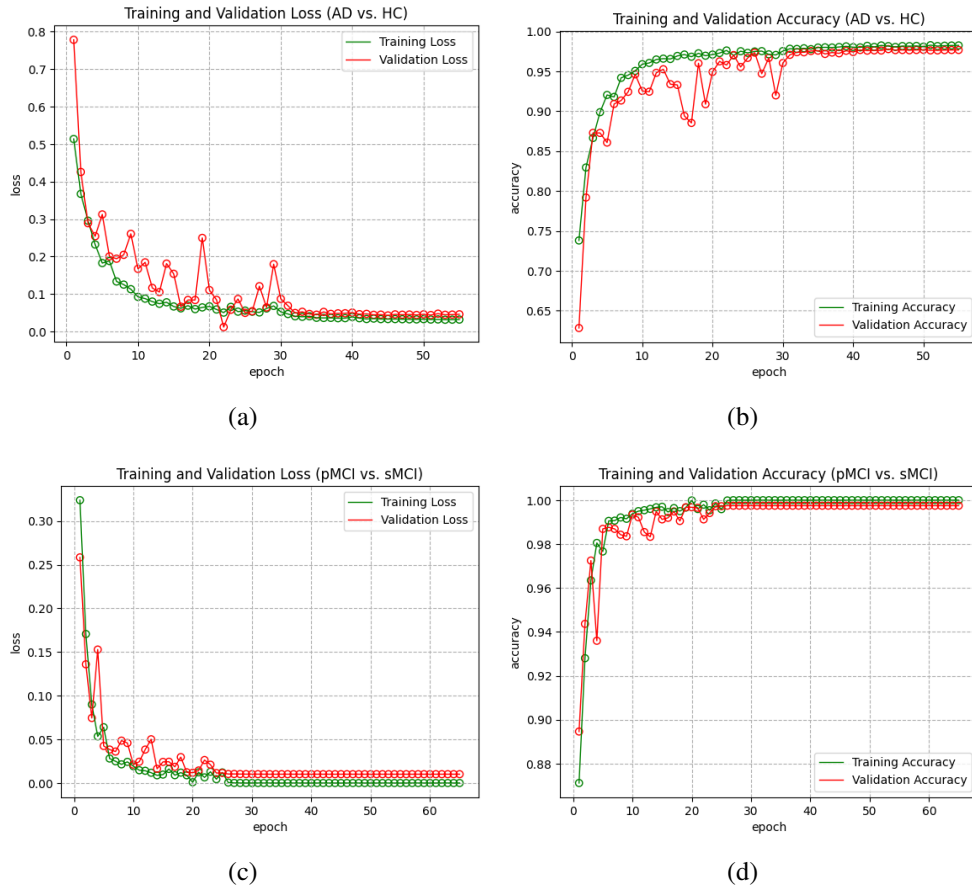 Training and Validation Loss (AD vs. HC)
0.8
0.7
0.6
0.5
0.4
0.3
0.2
0.1
0.0
loss
Training Loss
Validation Loss
0 10 20 30 40 50
epoch
(a)
Training and Validation Accuracy (AD vs. HC)
1.00
0.95
0.90
0.85
0.80
0.75
0.70
0.65
accuracy
Training Accuracy
Validation Accuracy
0 10 20 30 40 50
epoch
(b)
Training and Validation Loss (pMCI vs. sMCI)
0.30
0.25
0.20
0.15
0.10
0.05
0.00
loss
Training Loss
Validation Loss
0 10 20 30 40 50 60
epoch
(c)
Training and Validation Accuracy (pMCI vs. sMCI)
1.00
0.98
0.96
0.94
0.92
0.90
0.88
accuracy
Training Accuracy
Validation Accuracy
0 10 20 30 40 50 60
epoch
(d)